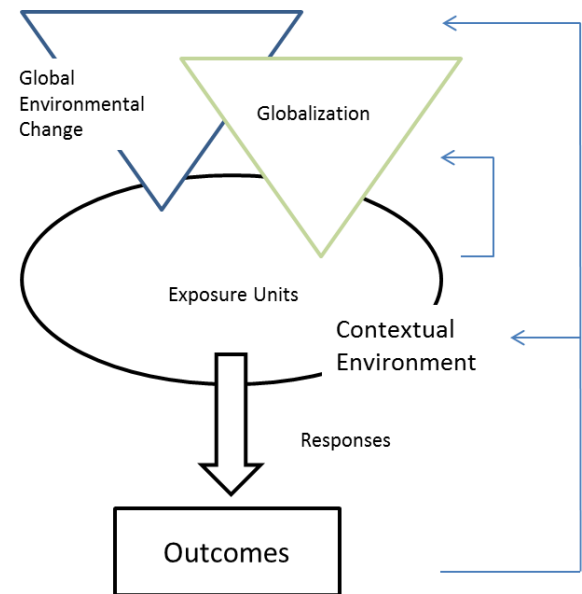 Global
Environmental
Change
Globalization
Exposure Units
Contextual
Environment
Responses
Outcomes